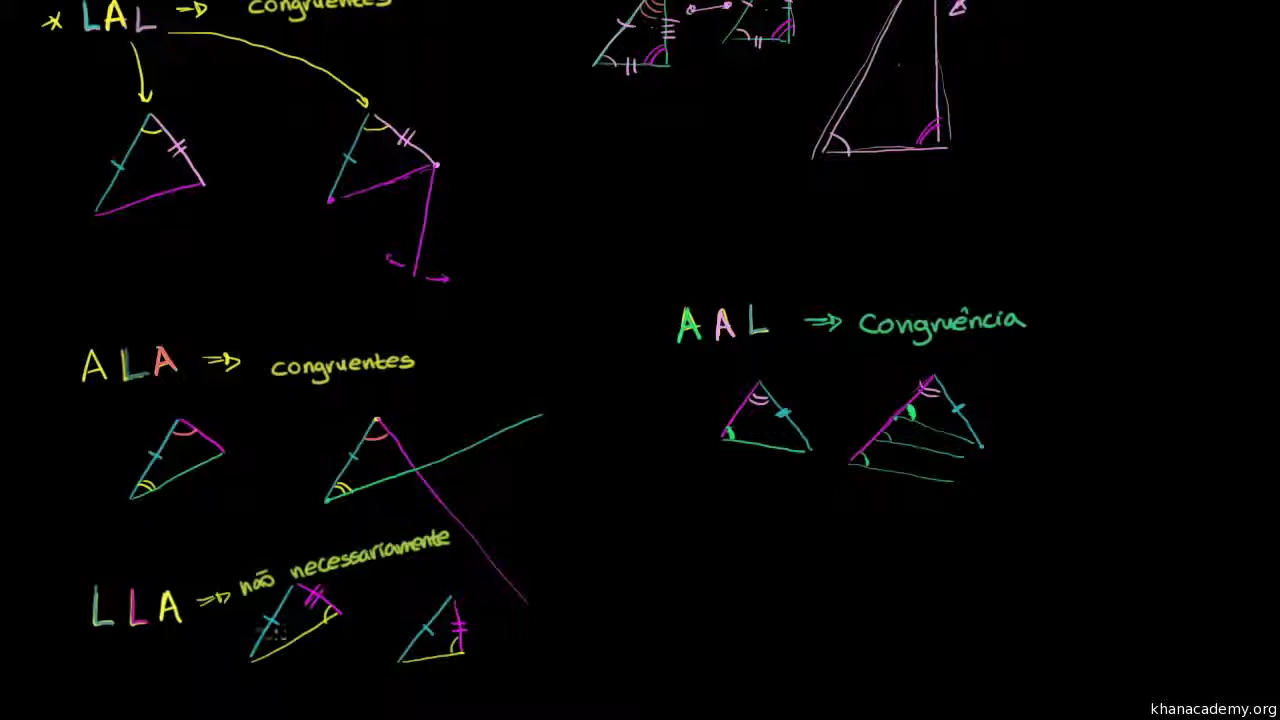 * LAL => congruentes
ALA => congruentes
AAL => Congruência
LLA => não necessariamente
khanacademy.org